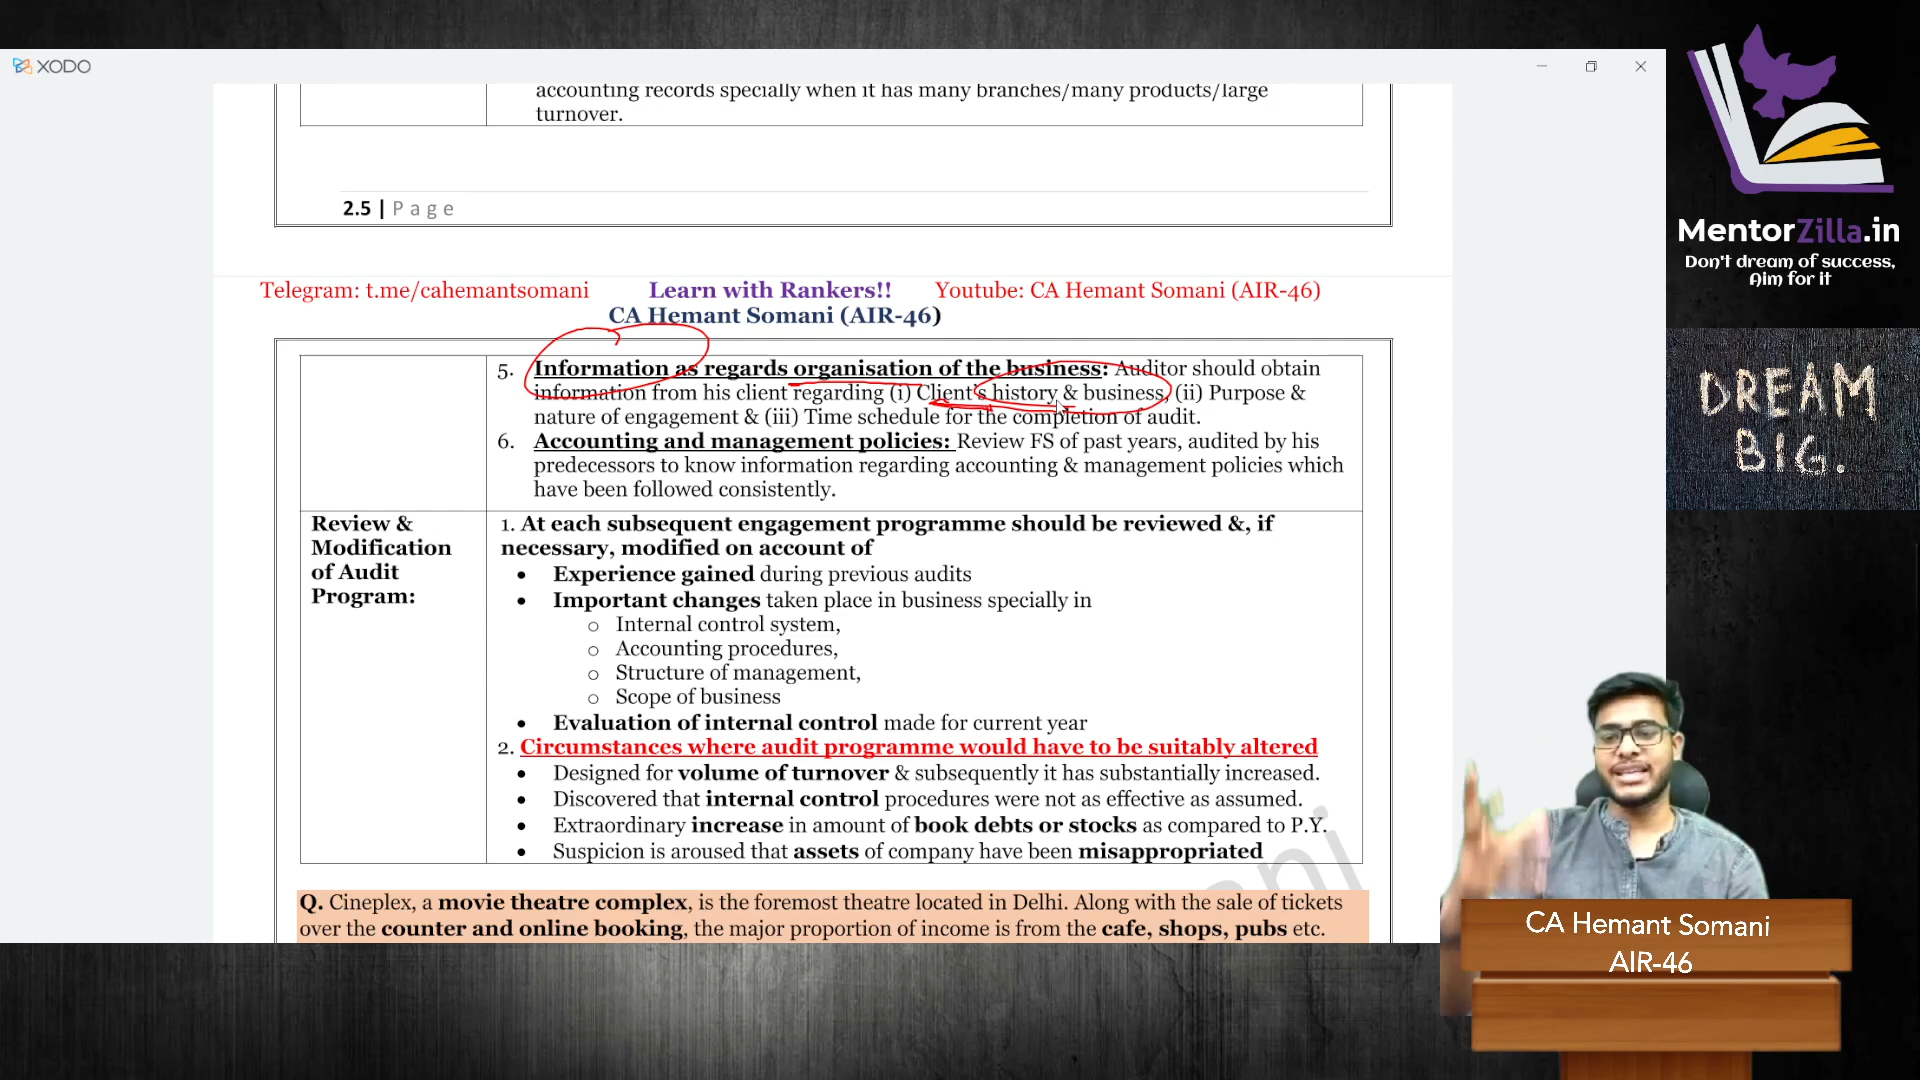 XODO
accounting records specially when it has many branches/many products/large
turnover.
2.5 | Page
Telegram: t.me/cahemantsomani Learn with Rankers!! Youtube: CA Hemant Somani (AIR-46)
CA Hemant Somani (AIR-46)
5. Information as regards organisation of the business: Auditor should obtain
information from his client regarding (i) Client's history & business, (ii) Purpose &
nature of engagement & (iii) Time schedule for the completion of audit.
6. Accounting and management policies: Review FS of past years, audited by his
predecessors to know information regarding accounting & management policies which
have been followed consistently.
Review &
Modification
of Audit
Program:
1. At each subsequent engagement programme should be reviewed &, if
necessary, modified on account of
• Experience gained during previous audits
• Important changes taken place in business specially in
o Internal control system,
o Accounting procedures,
o Structure of management,
o Scope of business
• Evaluation of internal control made for current year
2. Circumstances where audit programme would have to be suitably altered
• Designed for volume of turnover & subsequently it has substantially increased.
• Discovered that internal control procedures were not as effective as assumed.
• Extraordinary increase in amount of book debts or stocks as compared to P.Y.
• Suspicion is aroused that assets of company have been misappropriated
Q. Cineplex, a movie theatre complex, is the foremost theatre located in Delhi. Along with the sale of tickets
over the counter and online booking, the major proportion of income is from the cafe, shops, pubs etc.
MentorZilla.in
Don't dream of success,
Aim for it
DREAM
BIG.
CA Hemant Somani
AIR-46